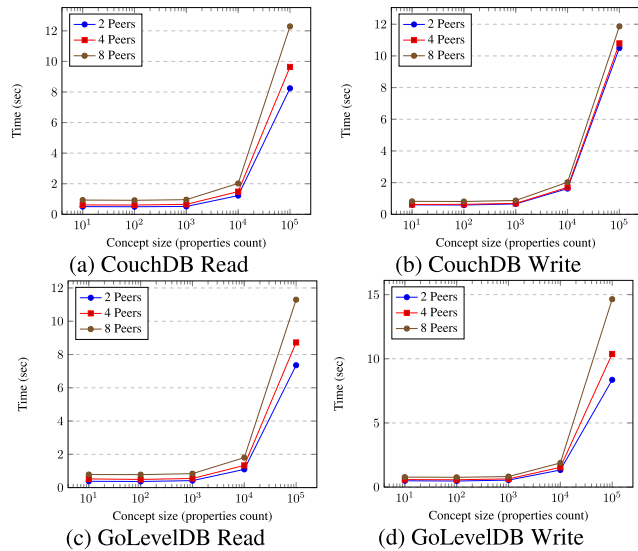 12
10
8
6
4
2
0
Time (sec)
2 Peers
4 Peers
8 Peers
10^1 10^2 10^3 10^4 10^5
Concept size (properties count)
(a) CouchDB Read
12
10
8
6
4
2
0
Time (sec)
2 Peers
4 Peers
8 Peers
10^1 10^2 10^3 10^4 10^5
Concept size (properties count)
(b) CouchDB Write
12
10
8
6
4
2
0
Time (sec)
2 Peers
4 Peers
8 Peers
10^1 10^2 10^3 10^4 10^5
Concept size (properties count)
(c) GoLevelDB Read
15
10
5
0
Time (sec)
2 Peers
4 Peers
8 Peers
10^1 10^2 10^3 10^4 10^5
Concept size (properties count)
(d) GoLevelDB Write